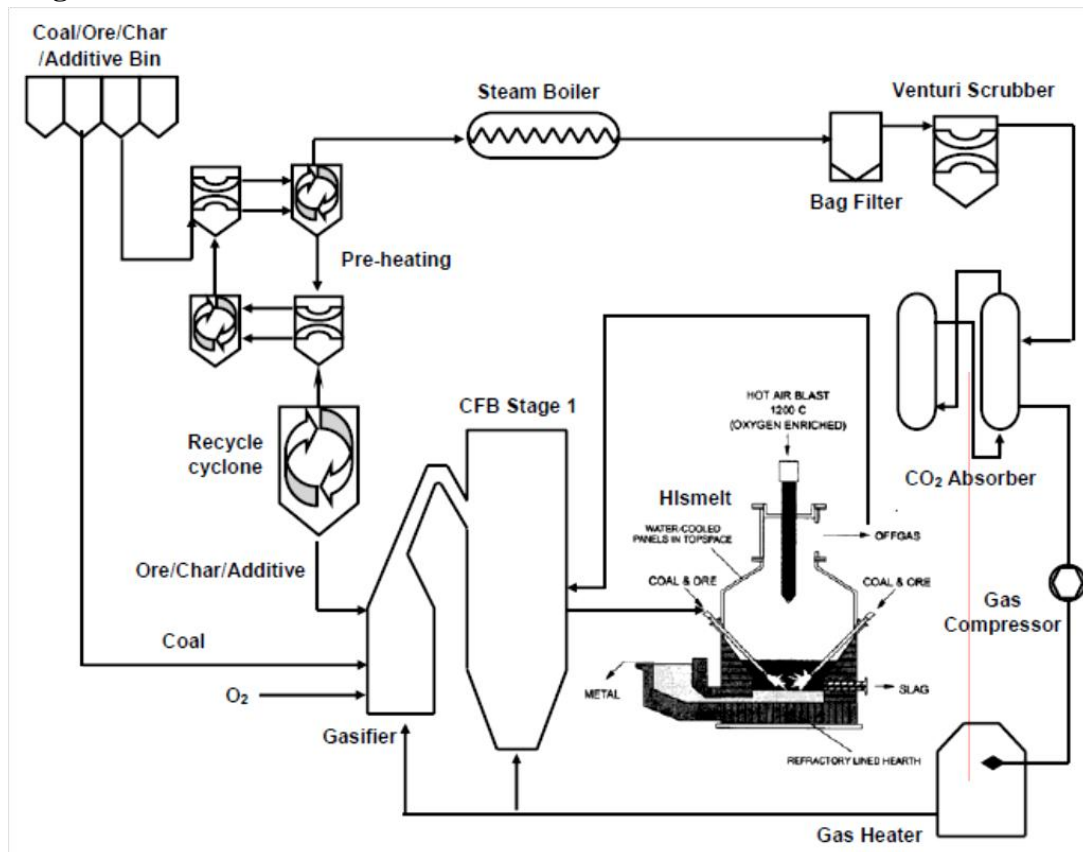 Coal/Ore/Char
/Additive Bin
Steam Boiler
Venturi Scrubber
Bag Filter
Pre-heating
CFB Stage 1
HOT AIR BLAST
1200 C
(OXYGEN ENRICHED)
Recycle
cyclone
HIsmelt
CO₂ Absorber
WATER-COOLED
PANELS IN TOPSPACE
OFFGAS
Ore/Char/Additive
COAL & ORE
COAL & ORE
Gas
Compressor
Coal
O₂
METAL
SLAG
Gasifier
REFRACTORY LINED HEARTH
Gas Heater